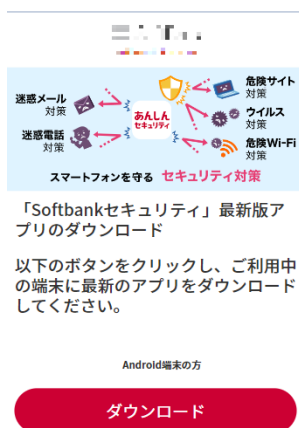 迷惑メール
対策
迷惑電話
対策
あんしん
セキュリティ
危険サイト
対策
ウイルス
対策
危険Wi-Fi
対策
スマートフォンを守る セキュリティ対策
「Softbankセキュリティ」最新版ア
プリのダウンロード
以下のボタンをクリックし、ご利用中
の端末に最新のアプリをダウンロード
してください。
Android端末の方
ダウンロード